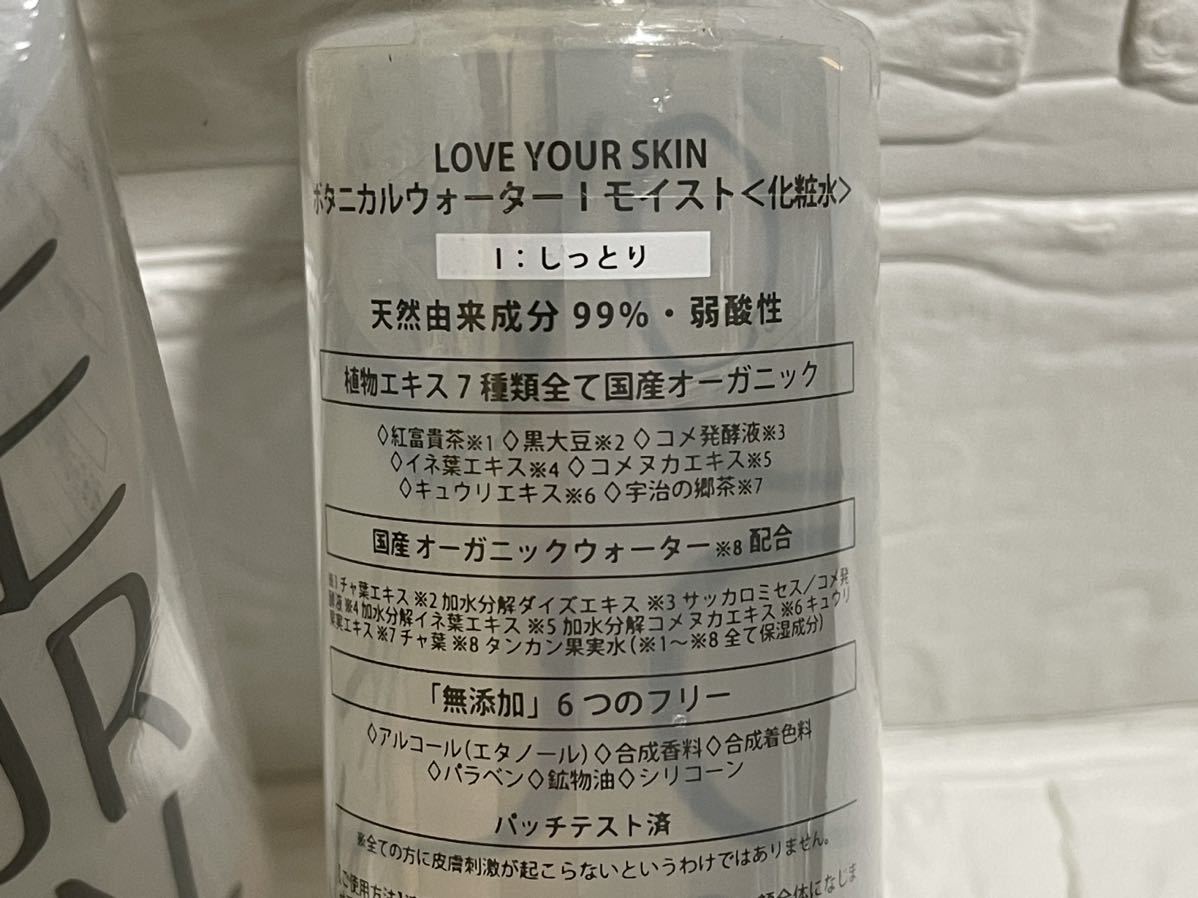 LOVE YOUR SKIN
ボタニカルウォーター I モイスト<化粧水>
I：しっとり
天然由来成分 99%・弱酸性
植物エキス 7 種類全て国産オーガニック
◇紅富貴茶※1 ◇黒大豆※2 ◇コメ発酵液※3
◇イネ葉エキス※4 ◇コメヌカエキス※5
◇キュウリエキス※6 ◇宇治の郷茶※7
国産オーガニックウォーター※8 配合
※1 チャ葉エキス ※2 加水分解ダイズエキス ※3 サッカロミセス/コメ発
酵液 ※4 加水分解イネ葉エキス ※5 加水分解コメヌカエキス ※6 キュウリ
果実エキス ※7 チャ葉 ※8 タンカン果実水(※1〜※8 全て保湿成分)
「無添加」6 つのフリー
◇アルコール(エタノール)◇合成香料◇合成着色料
◇パラベン◇鉱物油◇シリコーン
パッチテスト済
※全ての方に皮膚刺激が起こらないというわけではありません。
【ご使用方法】 顔全体になじま